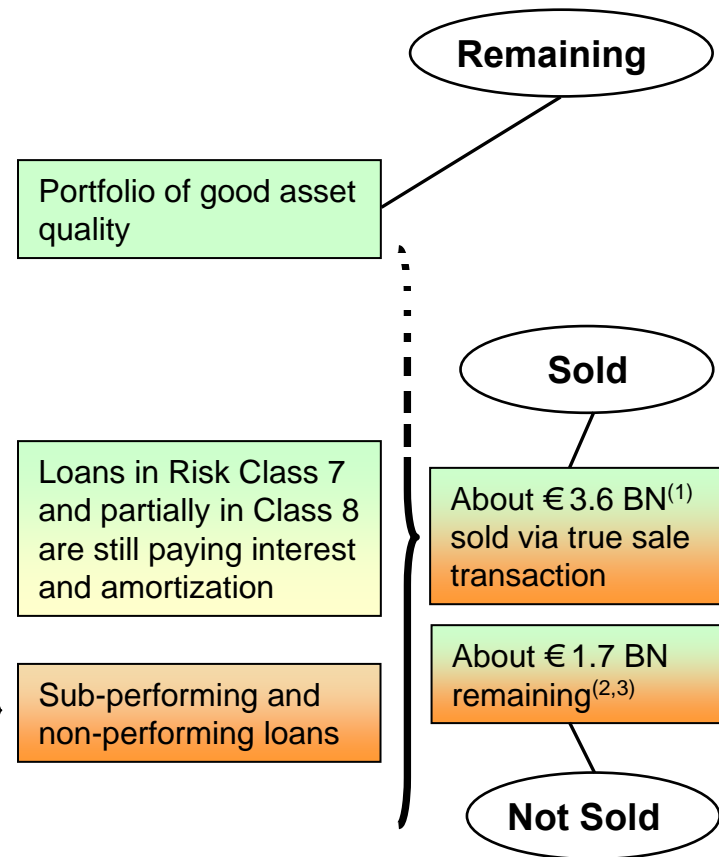 Remaining
Portfolio of good asset
quality
Sold
Loans in Risk Class 7
and partially in Class 8
are still paying interest
and amortization
About € 3.6 BN(1)
sold via true sale
transaction
Sub-performing and
non-performing loans
About € 1.7 BN
remaining(2,3)
Not Sold